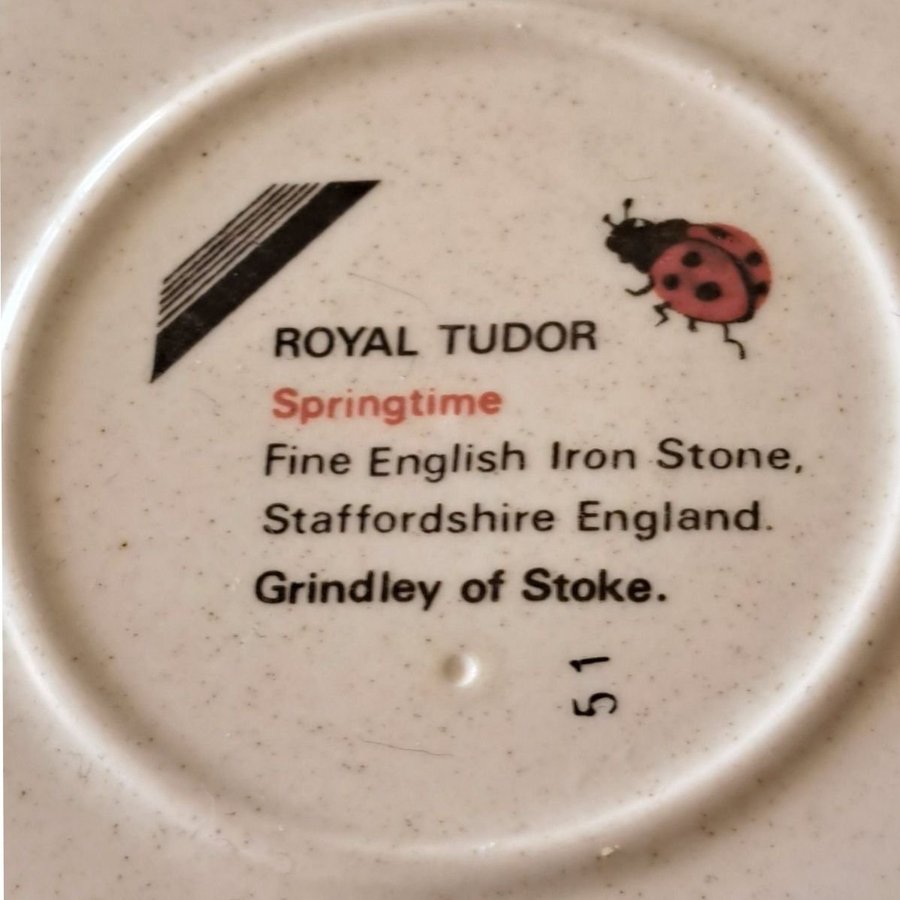 ROYAL TUDOR
Springtime
Fine English Iron Stone,
Staffordshire England.
Grindley of Stoke.
51